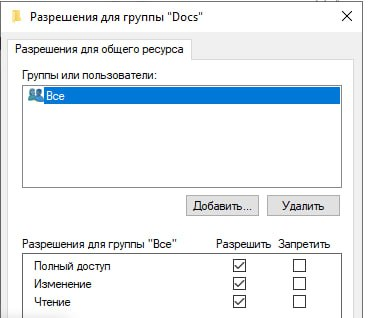 Разрешения для группы "Docs"
Разрешения для общего ресурса
Группы или пользователи:
Все
Добавить... Удалить
Разрешения для группы "Все" Разрешить Запретить
Полный доступ
Изменение
Чтение